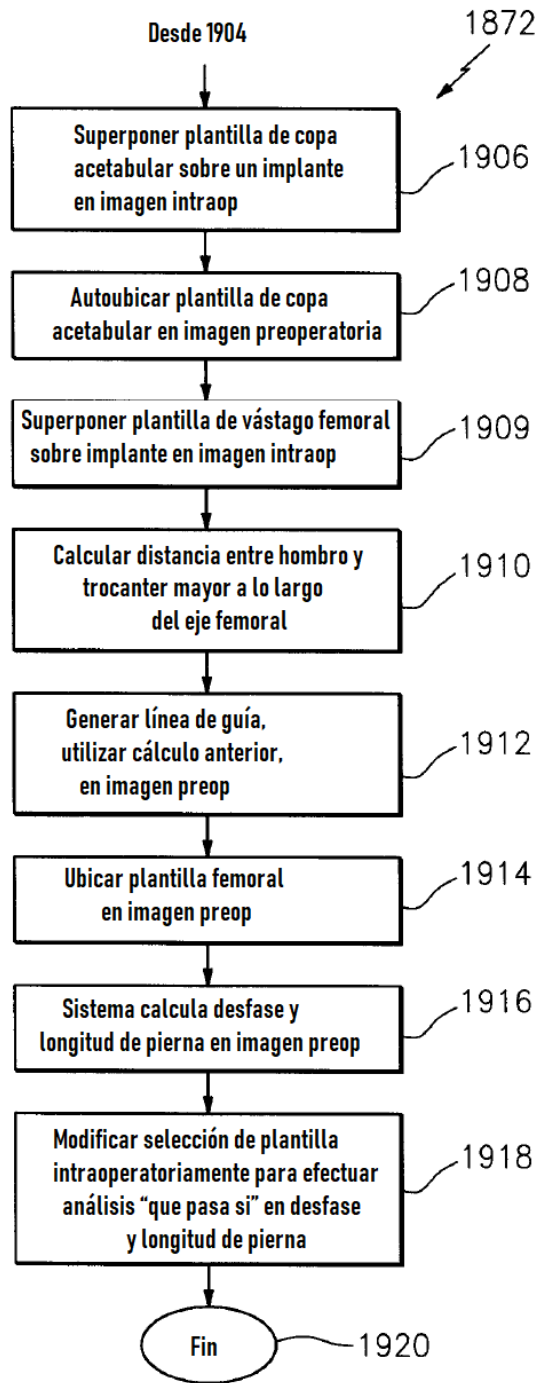 Desde 1904
1872
Superponer plantilla de copa
acetabular sobre un implante
en imagen intraop
1906
Autoubicar plantilla de copa
acetabular en imagen preoperatoria
1908
Superponer plantilla de vástago femoral
sobre implante en imagen intraop
1909
Calcular distancia entre hombro y
trocanter mayor a lo largo
del eje femoral
1910
Generar línea de guía,
utilizar cálculo anterior,
en imagen preop
1912
Ubicar plantilla femoral
en imagen preop
1914
Sistema calcula desfase y
longitud de pierna en imagen preop
1916
Modificar selección de plantilla
intraoperatoriamente para efectuar
análisis “que pasa si” en desfase
y longitud de pierna
1918
Fin
1920